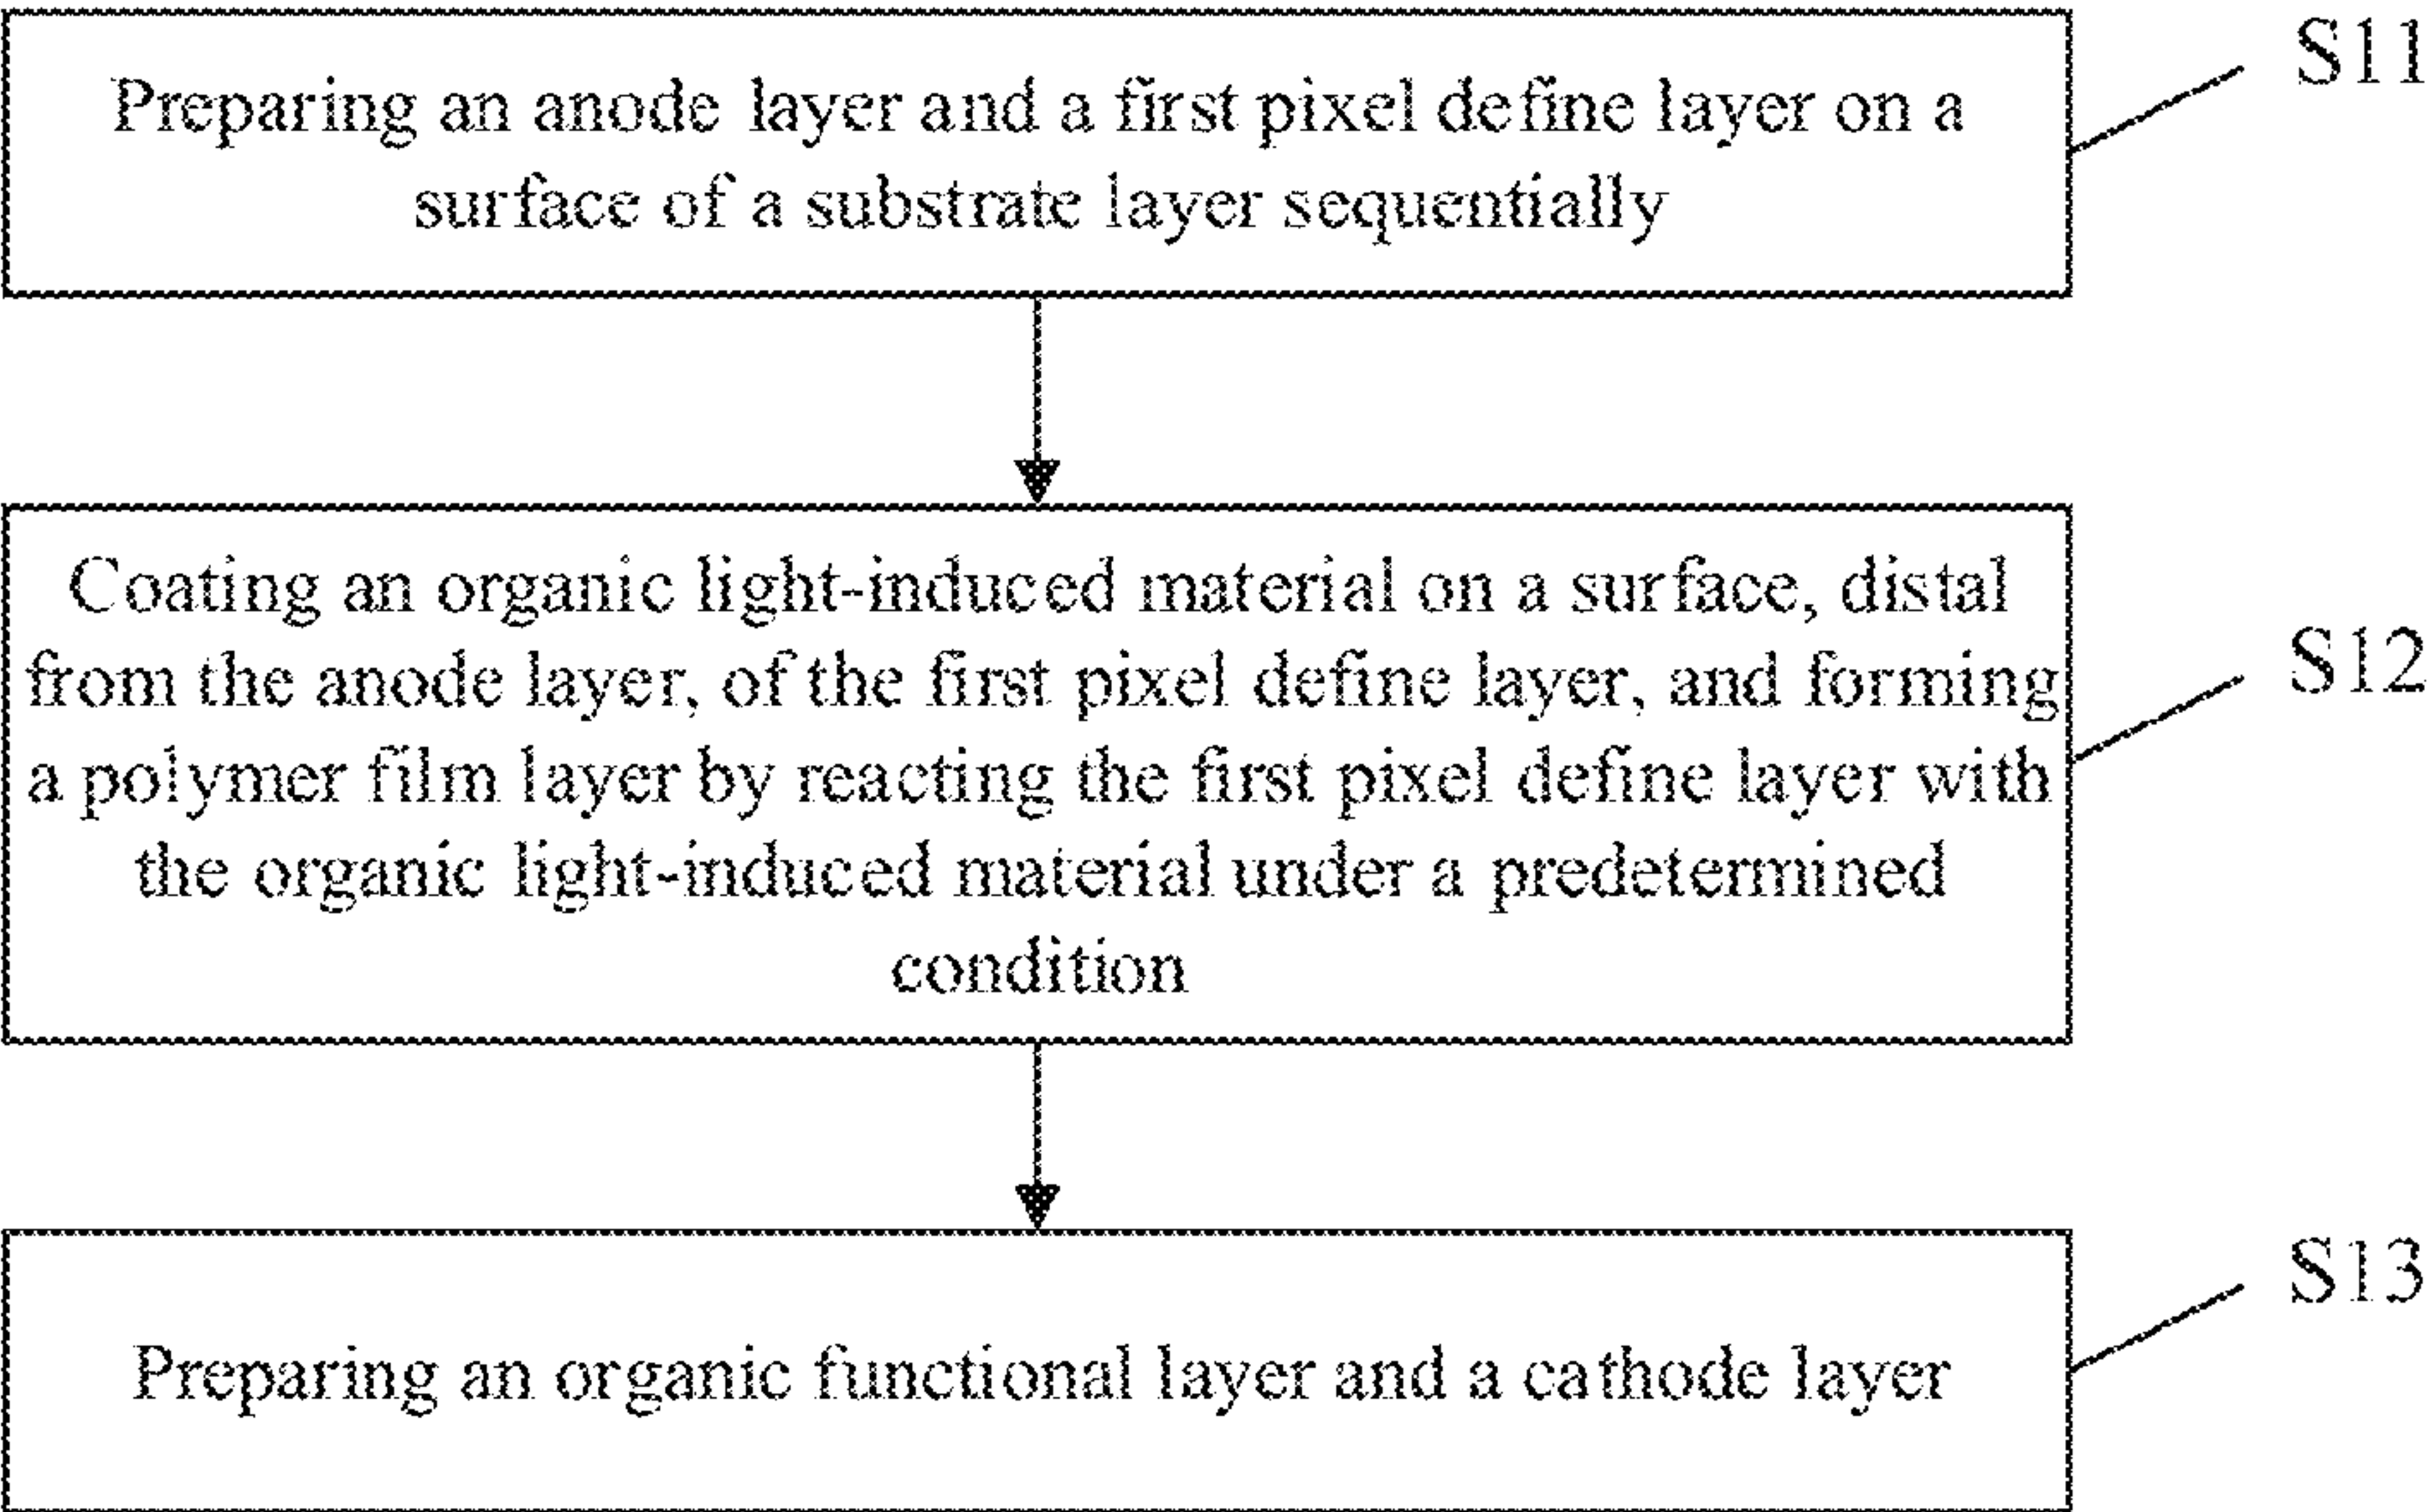 Preparing an anode layer and a first pixel define layer on a
surface of a substrate layer sequentially
S11
Coating an organic light-induced material on a surface, distal
from the anode layer, of the first pixel define layer, and forming
a polymer film layer by reacting the first pixel define layer with
the organic light-induced material under a predetermined
condition
S12
Preparing an organic functional layer and a cathode layer
S13